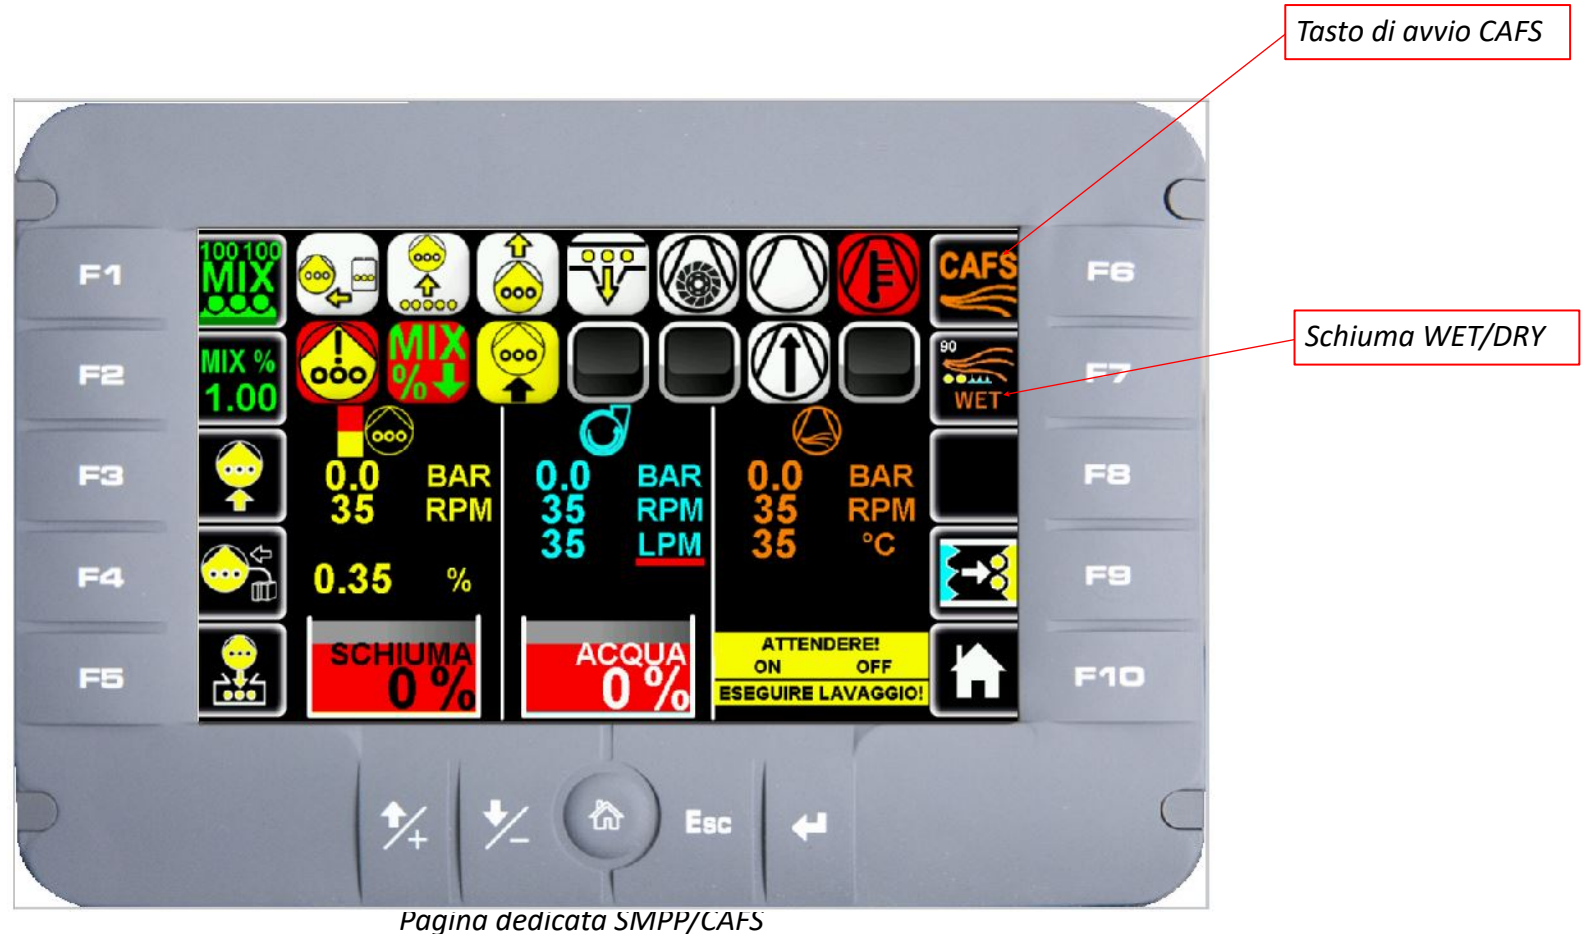 Tasto di avvio CAFS
Schiuma WET/DRY
F1
F2
F3
F4
F5
F6
F7
F8
F9
F10
100 100
MIX
MIX %
1.00
MIX
%
CAFS
90
WET
0.0 BAR
35 RPM
0.35 %
0.0 BAR
35 RPM
35 LPM
0.0 BAR
35 RPM
35 °C
SCHIUMA
0 %
ACQUA
0 %
ATTENDERE!
ON OFF
ESEGUIRE LAVAGGIO!
+
−
Esc
Pagina dedicata SMPP/CAFS